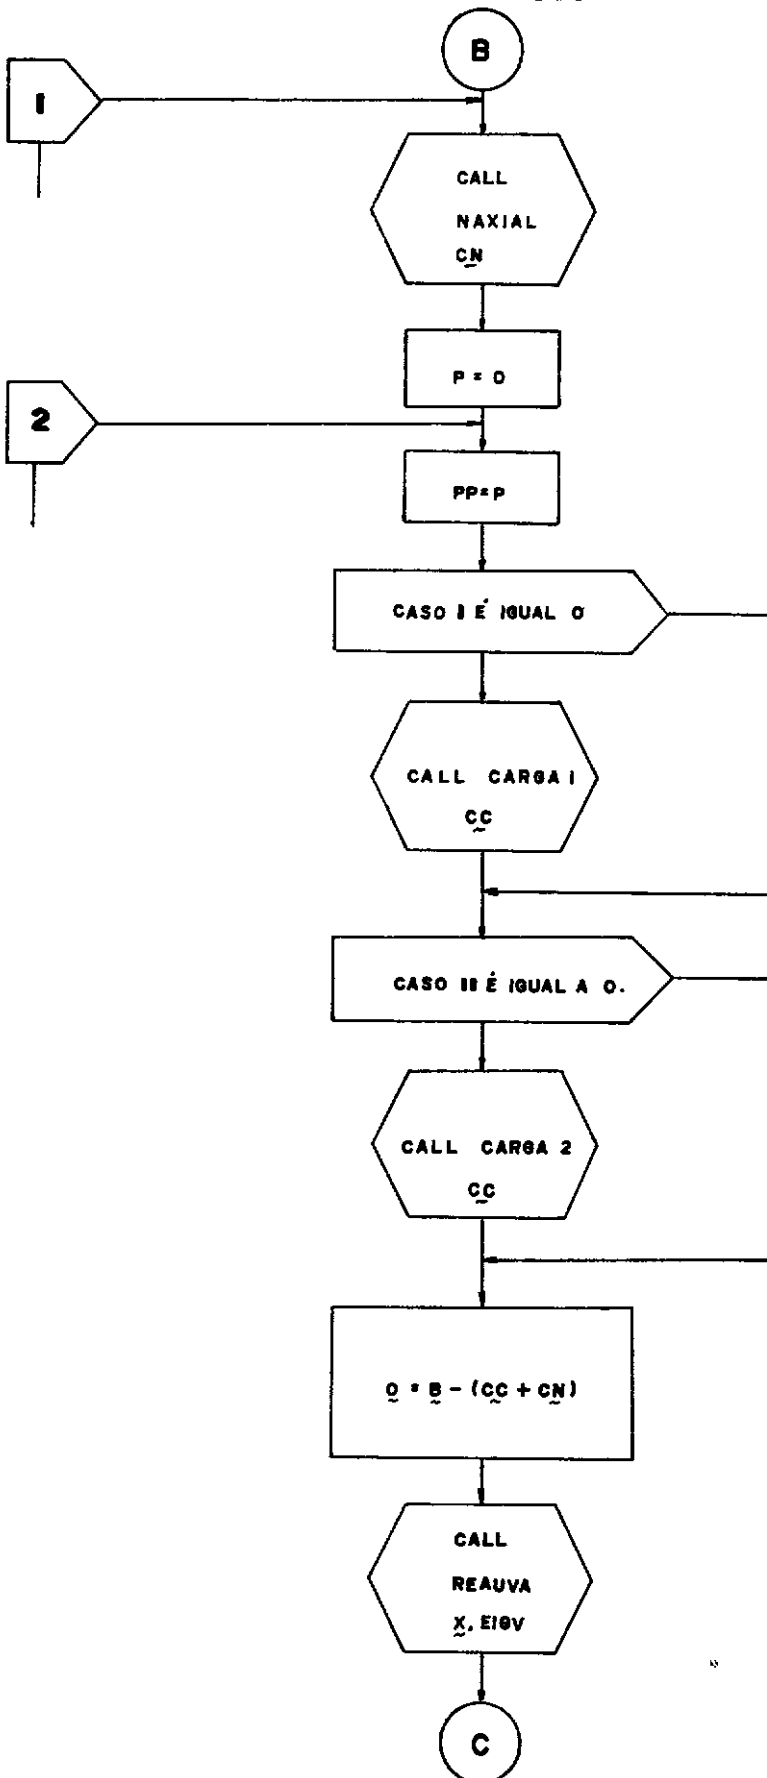 B
1
CALL
NAXIAL
CN
P = 0
2
PP=P
CASO I É IGUAL 0
CALL CARGA 1
CC
CASO II É IGUAL A 0.
CALL CARGA 2
CC
O = B - (CC + CN)
CALL
REAUVA
X, EIGV
C